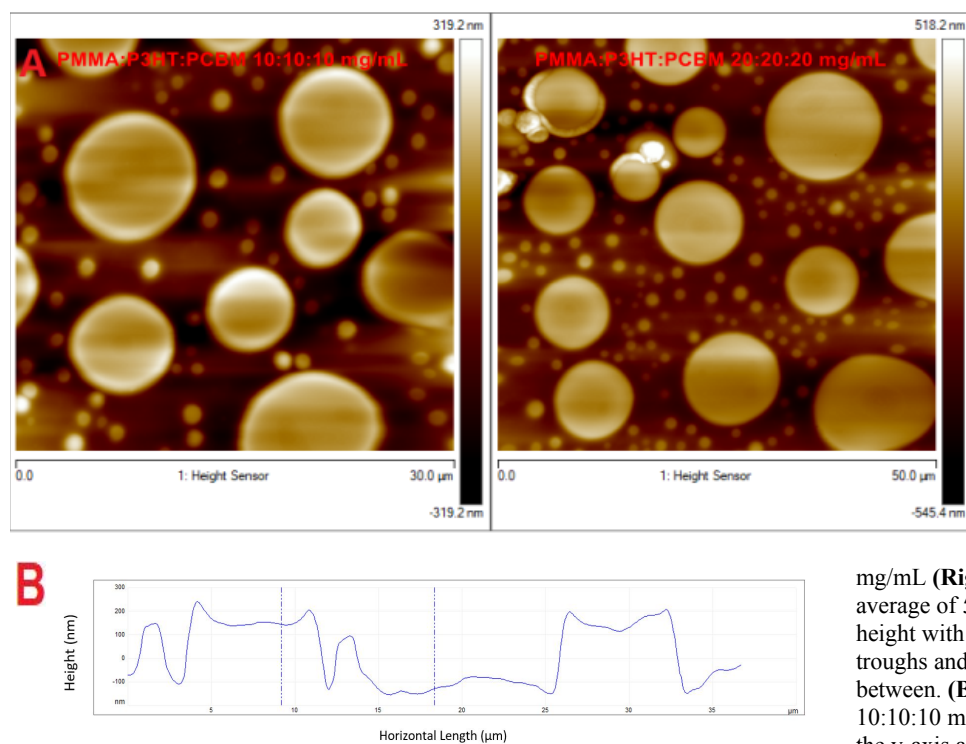 319.2 nm
518.2 nm
A
PMMA:P3HT:PCBM 10:10:10 mg/mL
PMMA:P3HT:PCBM 20:20:20 mg/mL
0.0
1: Height Sensor
30.0 µm
0.0
1: Height Sensor
50.0 µm
-319.2 nm
-545.4 nm
B
Height (nm)
300
200
100
0
-100
nm
5
10
15
20
25
30
35
µm
Horizontal Length (µm)
mg/mL
average of
height with
troughs and
between. (B
10:10:10 m